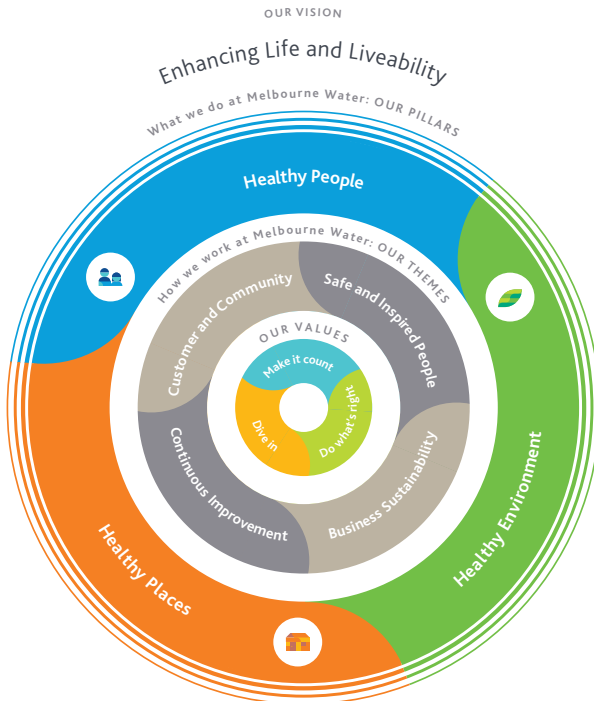 OUR VISION
Enhancing Life and Liveability
What we do at Melbourne Water: OUR PILLARS
Healthy People
How we work at Melbourne Water: OUR THEMES
Customer and Community
Safe and Inspired People
OUR VALUES
Make it count
Do what's right
Dive in
Continuous Improvement
Business Sustainability
Healthy Environment
Healthy Places